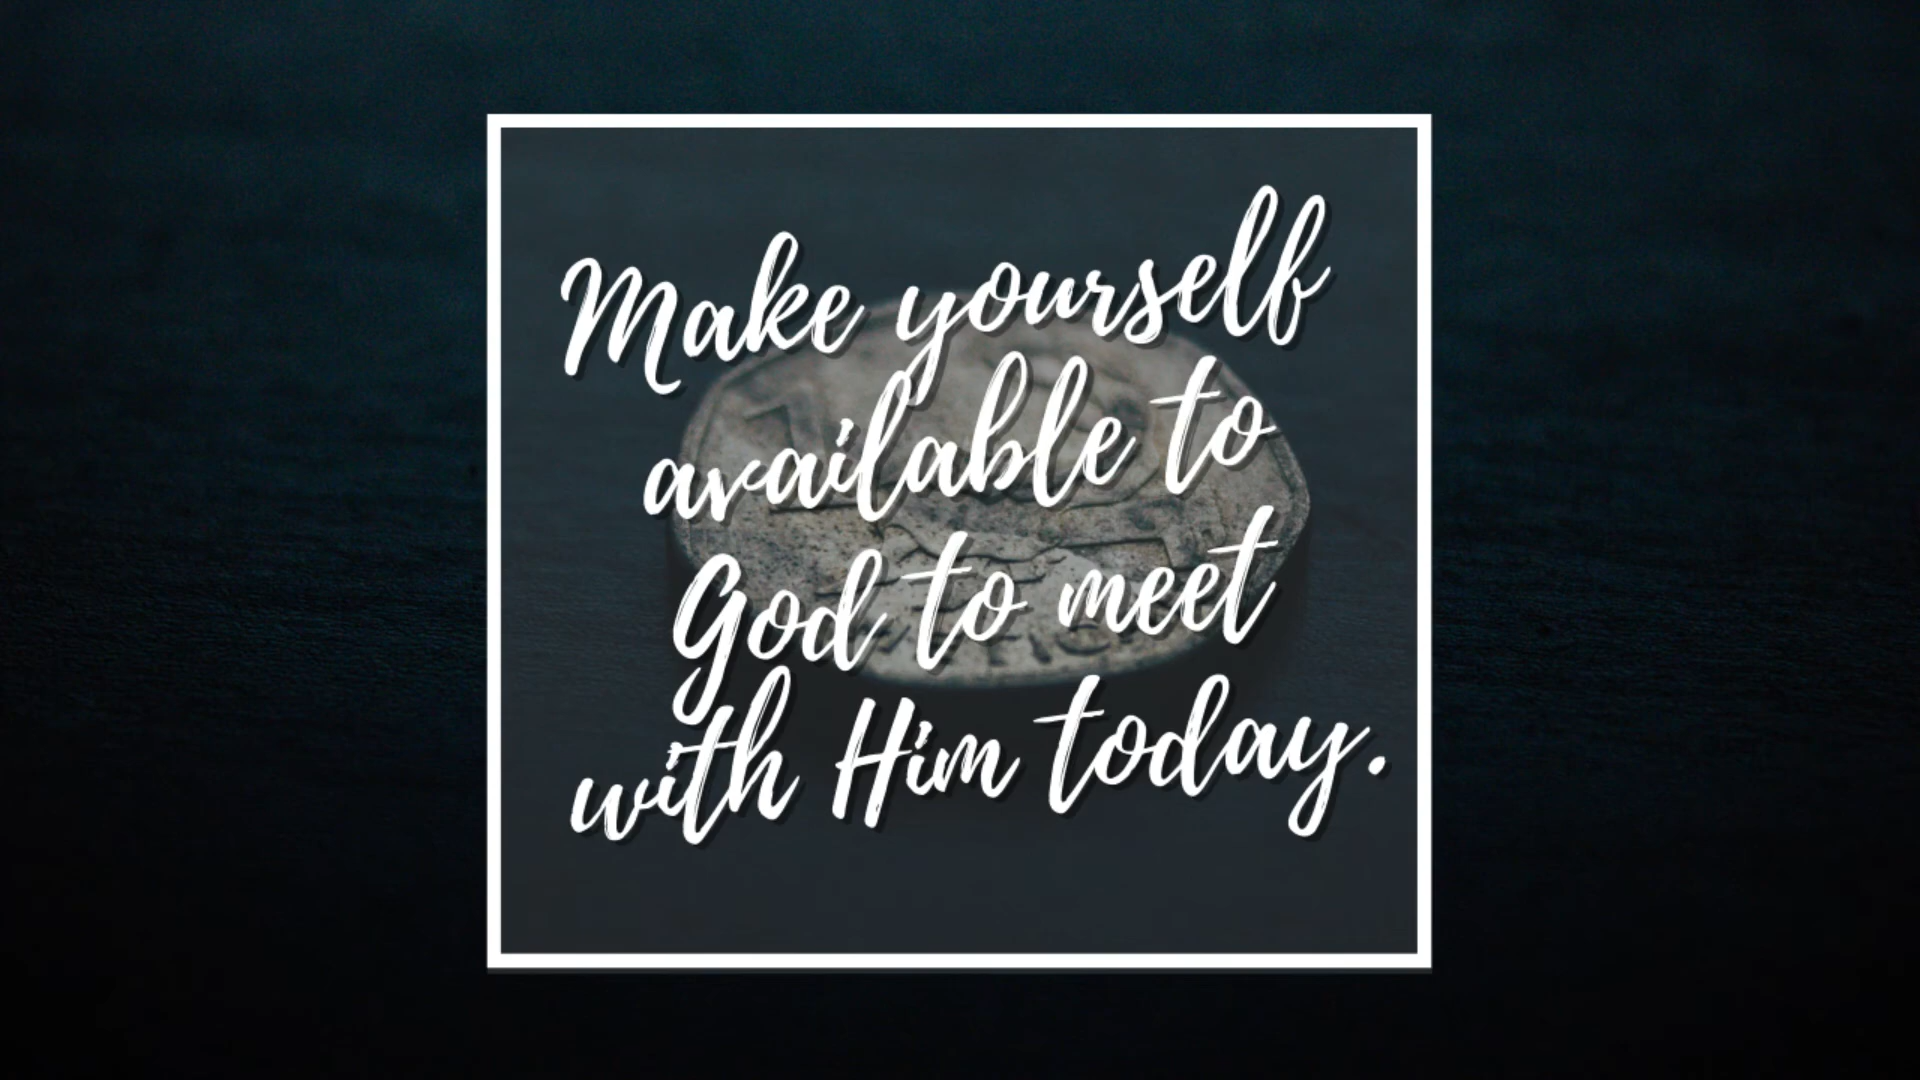 Make yourself
available to
God to meet
with Him today.